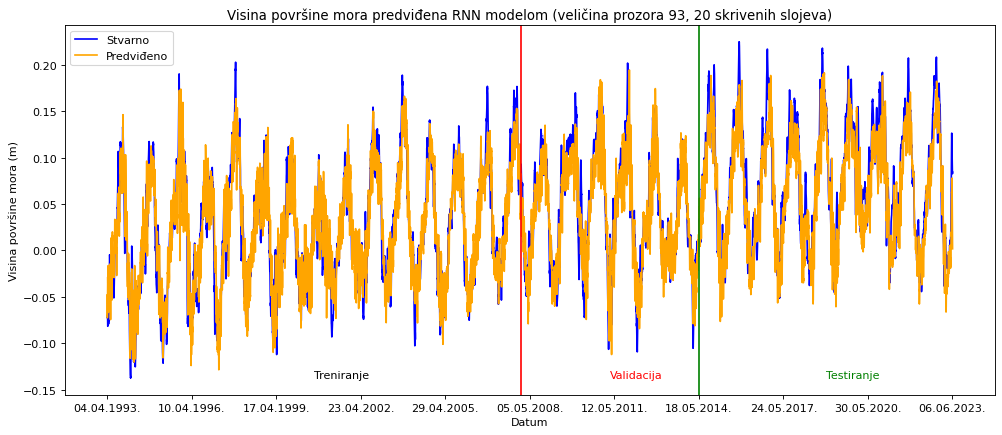 Visina površine mora predviđena RNN modelom (veličina prozora 93, 20 skrivenih slojeva)
Stvarno
Predviđeno
Visina površine mora (m)
0.20
0.15
0.10
0.05
0.00
−0.05
−0.10
−0.15
Treniranje
Validacija
Testiranje
04.04.1993.
10.04.1996.
17.04.1999.
23.04.2002.
29.04.2005.
05.05.2008.
12.05.2011.
18.05.2014.
24.05.2017.
30.05.2020.
06.06.2023.
Datum